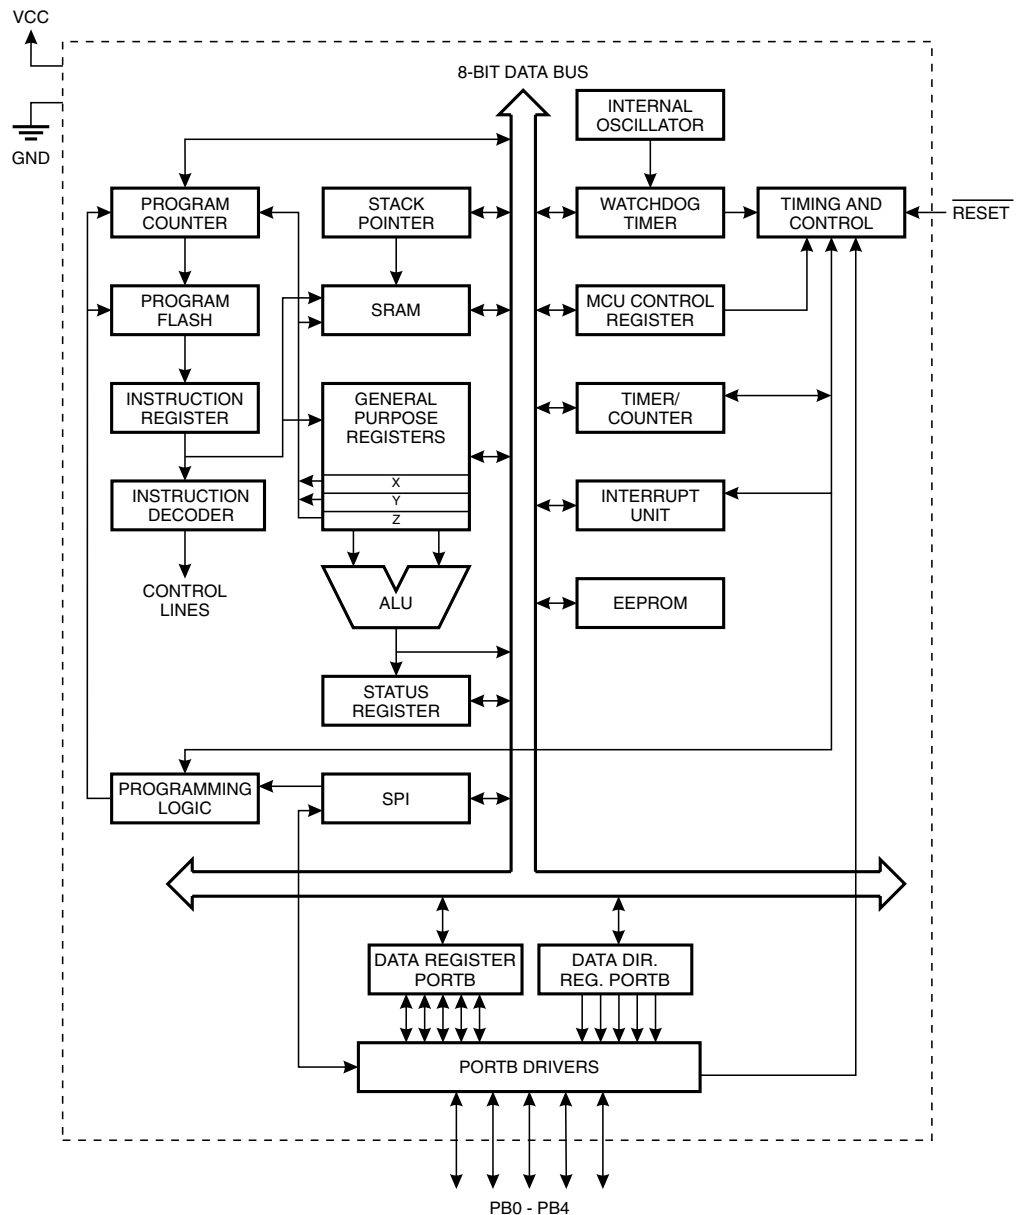 VCC
8-BIT DATA BUS
INTERNAL
OSCILLATOR
GND
PROGRAM
COUNTER
STACK
POINTER
WATCHDOG
TIMER
TIMING AND
CONTROL
RESET
PROGRAM
FLASH
SRAM
MCU CONTROL
REGISTER
INSTRUCTION
REGISTER
GENERAL
PURPOSE
REGISTERS
X
Y
Z
TIMER/
COUNTER
INSTRUCTION
DECODER
INTERRUPT
UNIT
CONTROL
LINES
ALU
EEPROM
STATUS
REGISTER
PROGRAMMING
LOGIC
SPI
DATA REGISTER
PORTB
DATA DIR.
REG. PORTB
PORTB DRIVERS
PB0 - PB4